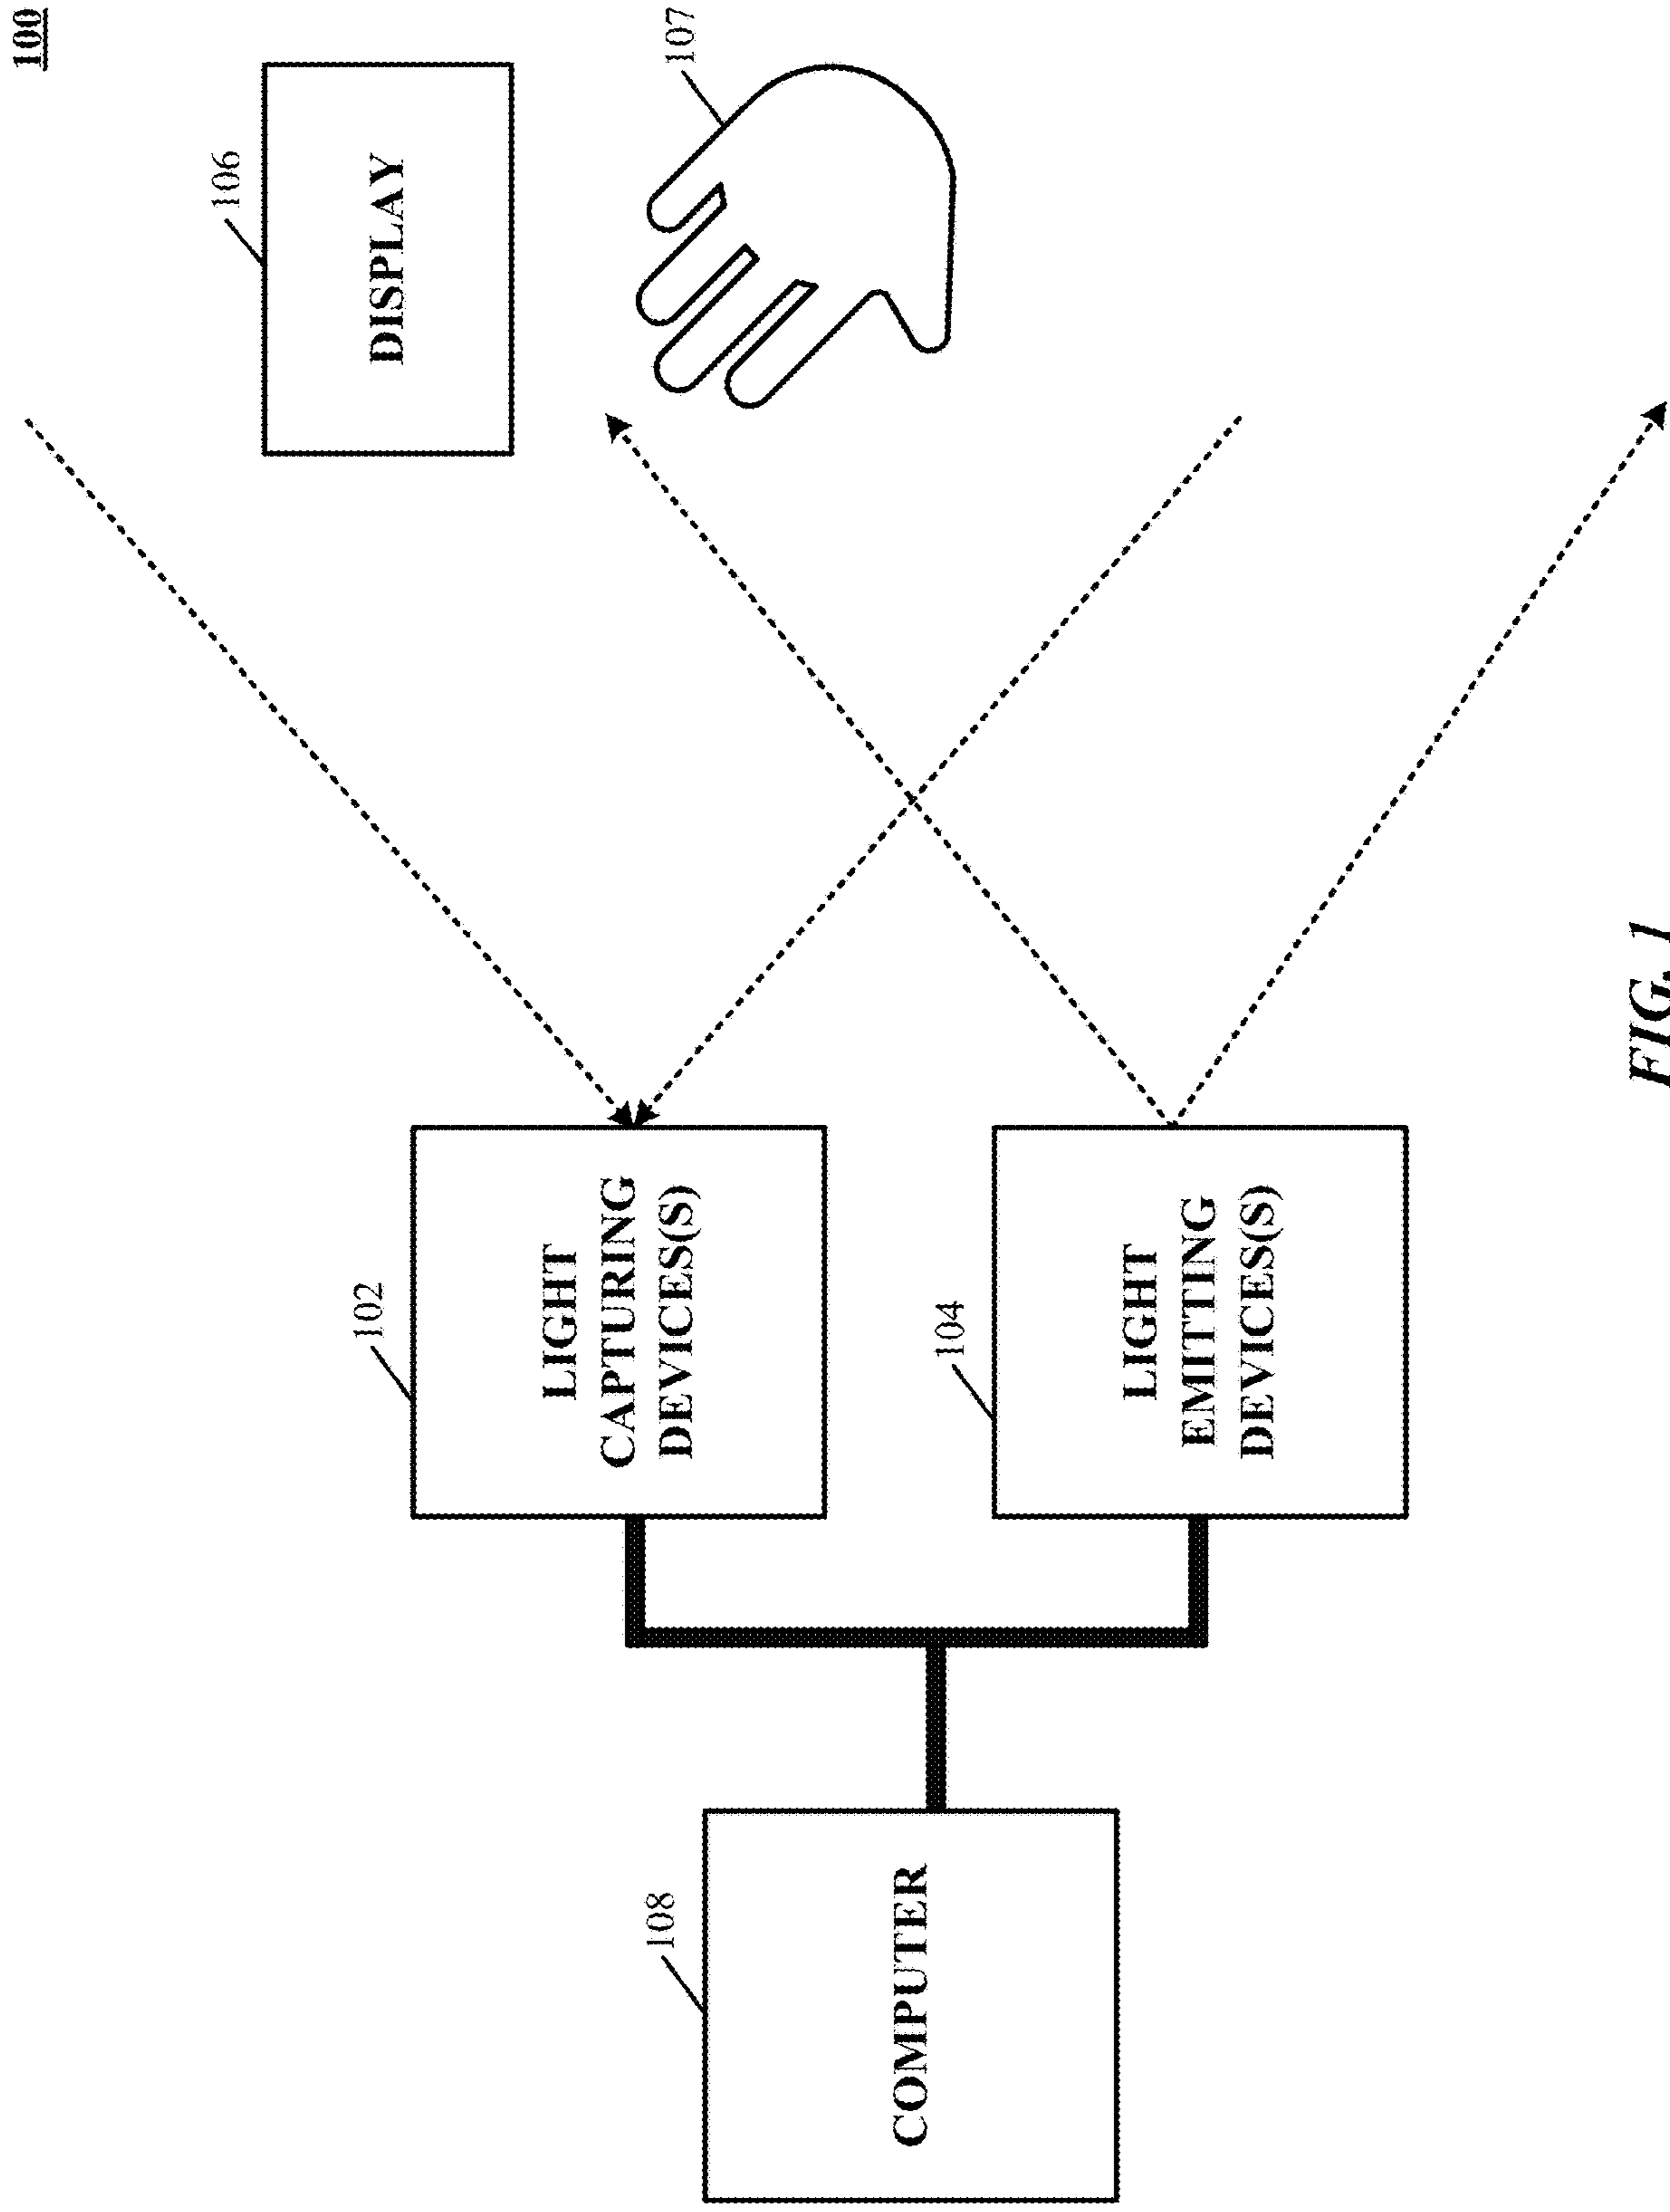 100
106
DISPLAY
107
102
LIGHT
CAPTURING
DEVICES(S)
104
LIGHT
EMITTING
DEVICES(S)
108
COMPUTER
FIG. 1